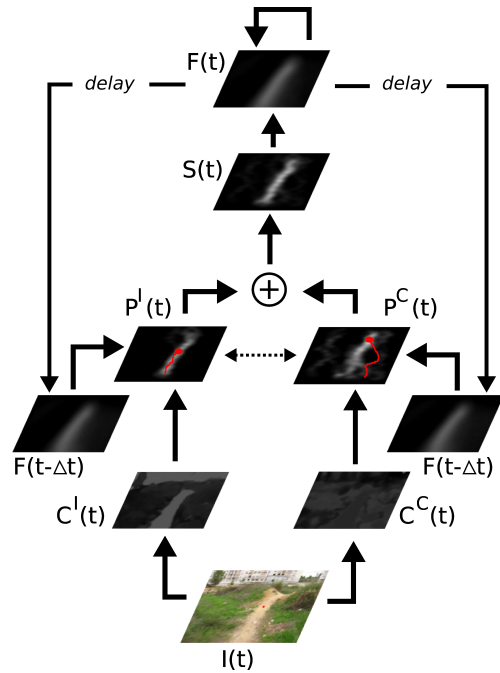 F(t)
delay
delay
S(t)
P^I(t)
P^C(t)
F(t-Δt)
F(t-Δt)
C^I(t)
C^C(t)
I(t)